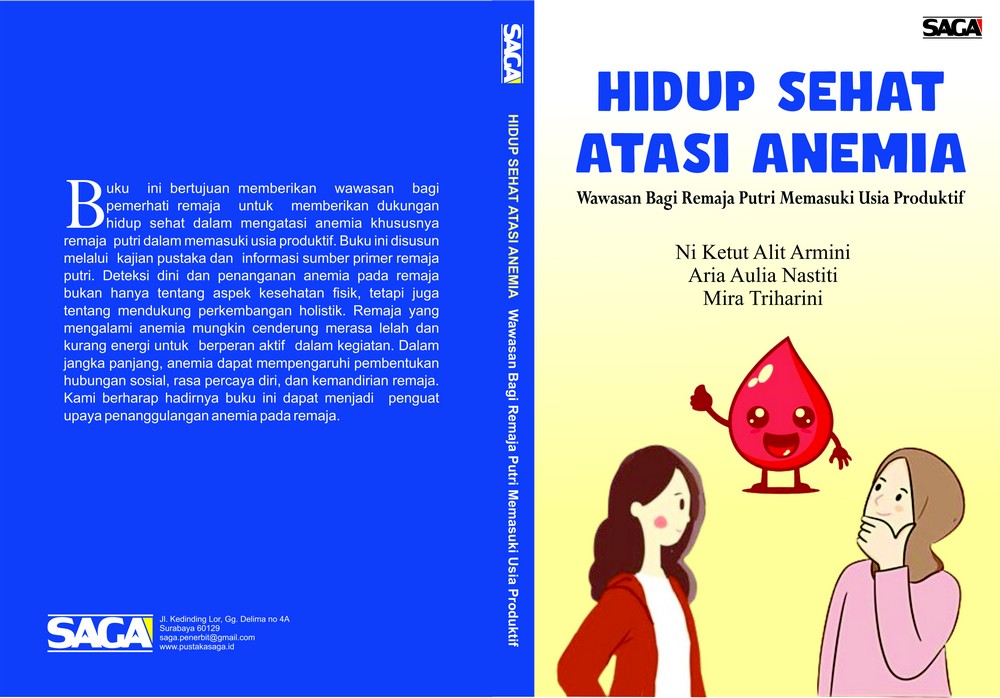 Buku ini bertujuan memberikan wawasan bagi
pemerhati remaja untuk memberikan dukungan
hidup sehat dalam mengatasi anemia khususnya
remaja putri dalam memasuki usia produktif. Buku ini disusun
melalui kajian pustaka dan informasi sumber primer remaja
putri. Deteksi dini dan penanganan anemia pada remaja
bukan hanya tentang aspek kesehatan fisik, tetapi juga
tentang mendukung perkembangan holistik. Remaja yang
mengalami anemia mungkin cenderung merasa lelah dan
kurang energi untuk berperan aktif dalam kegiatan. Dalam
jangka panjang, anemia dapat mempengaruhi pembentukan
hubungan sosial, rasa percaya diri, dan kemandirian remaja.
Kami berharap hadirnya buku ini dapat menjadi penguat
upaya penanggulangan anemia pada remaja.
SAGA
Jl. Kedinding Lor, Gg. Delima no 4A
Surabaya 60129
saga.penerbit@gmail.com
www.pustakasaga.id
SAGA
HIDUP SEHAT ATASI ANEMIA Wawasan Bagi Remaja Putri Memasuki Usia Produktif
SAGA
HIDUP SEHAT
ATASI ANEMIA
Wawasan Bagi Remaja Putri Memasuki Usia Produktif
Ni Ketut Alit Armini
Aria Aulia Nastiti
Mira Triharini